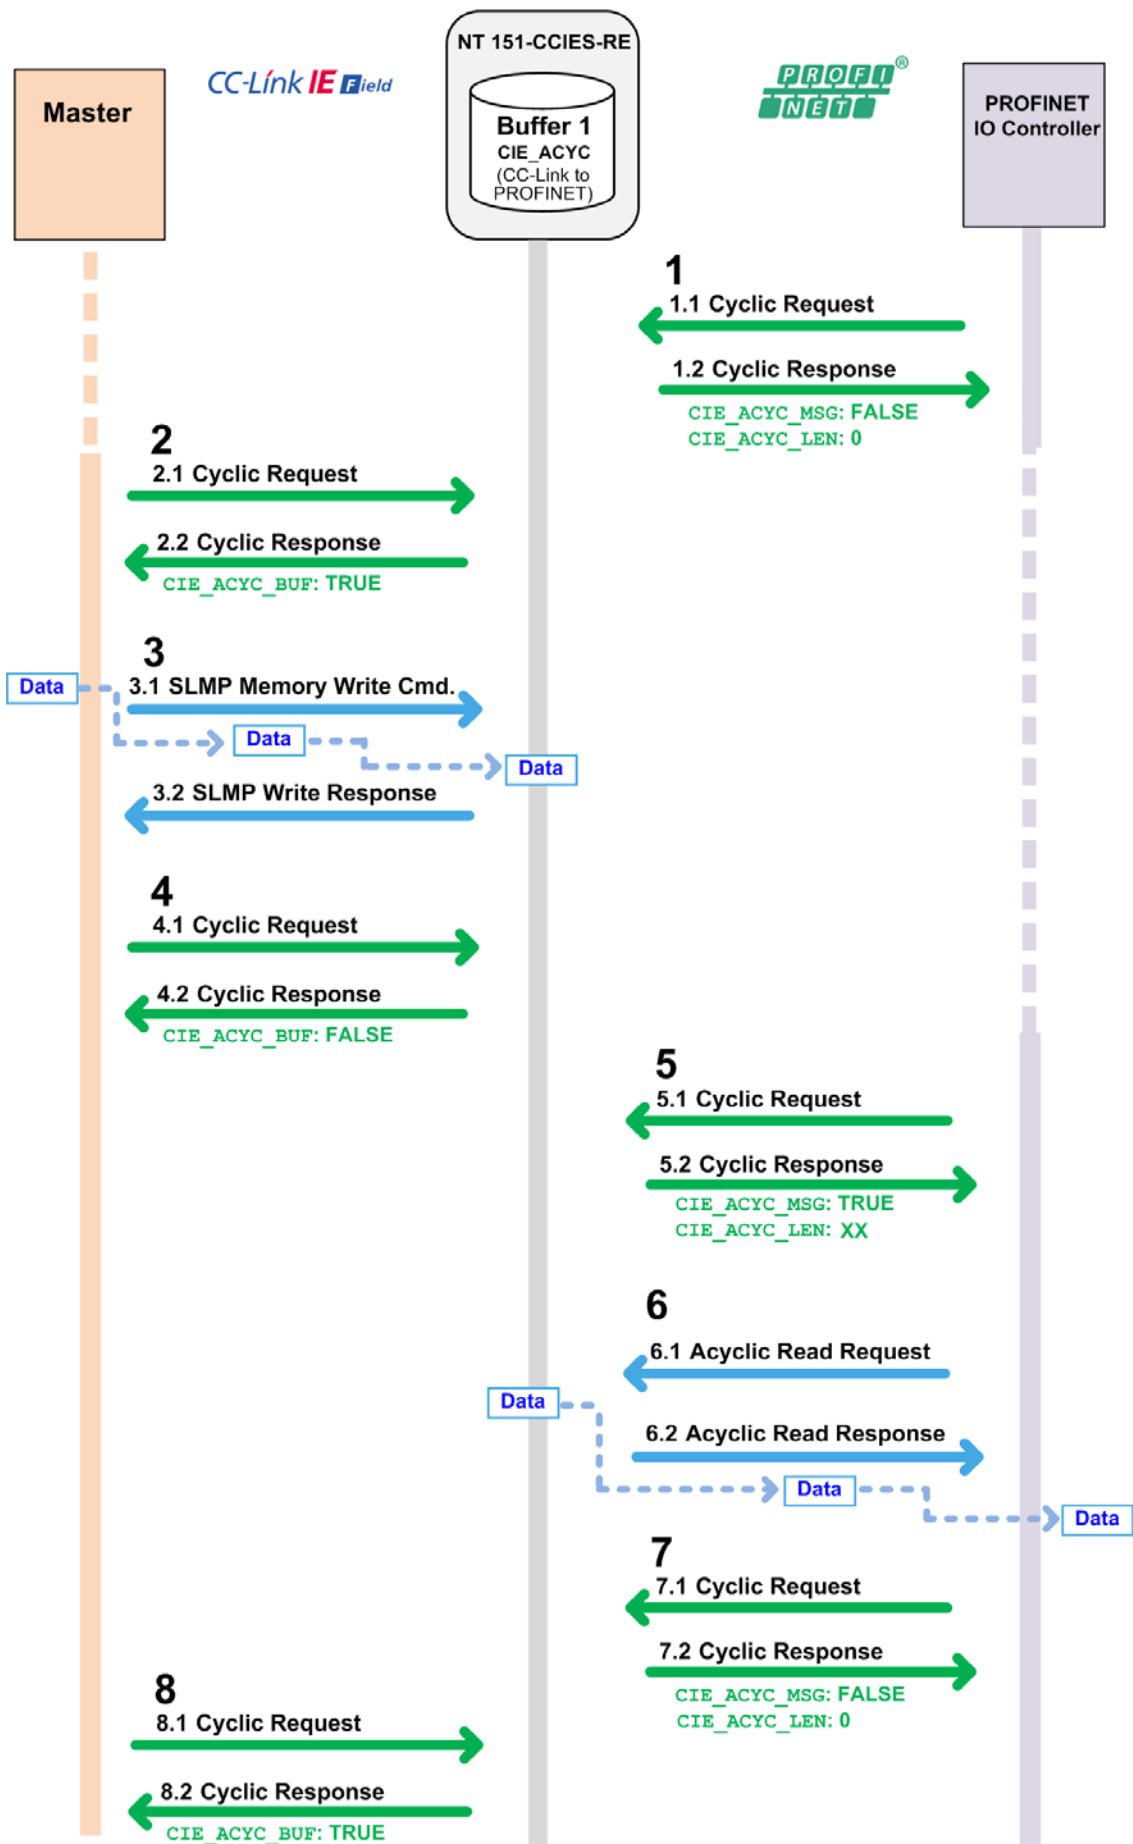 NT 151-CCIES-RE
CC-Link IE Field
PROFI
NET®
Master
Buffer 1
CIE_ACYC
(CC-Link to
PROFINET)
PROFINET
IO Controller
1
1.1 Cyclic Request
1.2 Cyclic Response
CIE_ACYC_MSG: FALSE
CIE_ACYC_LEN: 0
2
2.1 Cyclic Request
2.2 Cyclic Response
CIE_ACYC_BUF: TRUE
3
3.1 SLMP Memory Write Cmd.
Data
Data
Data
3.2 SLMP Write Response
4
4.1 Cyclic Request
4.2 Cyclic Response
CIE_ACYC_BUF: FALSE
5
5.1 Cyclic Request
5.2 Cyclic Response
CIE_ACYC_MSG: TRUE
CIE_ACYC_LEN: XX
6
6.1 Acyclic Read Request
Data
6.2 Acyclic Read Response
Data
Data
7
7.1 Cyclic Request
7.2 Cyclic Response
CIE_ACYC_MSG: FALSE
CIE_ACYC_LEN: 0
8
8.1 Cyclic Request
8.2 Cyclic Response
CIE_ACYC_BUF: TRUE